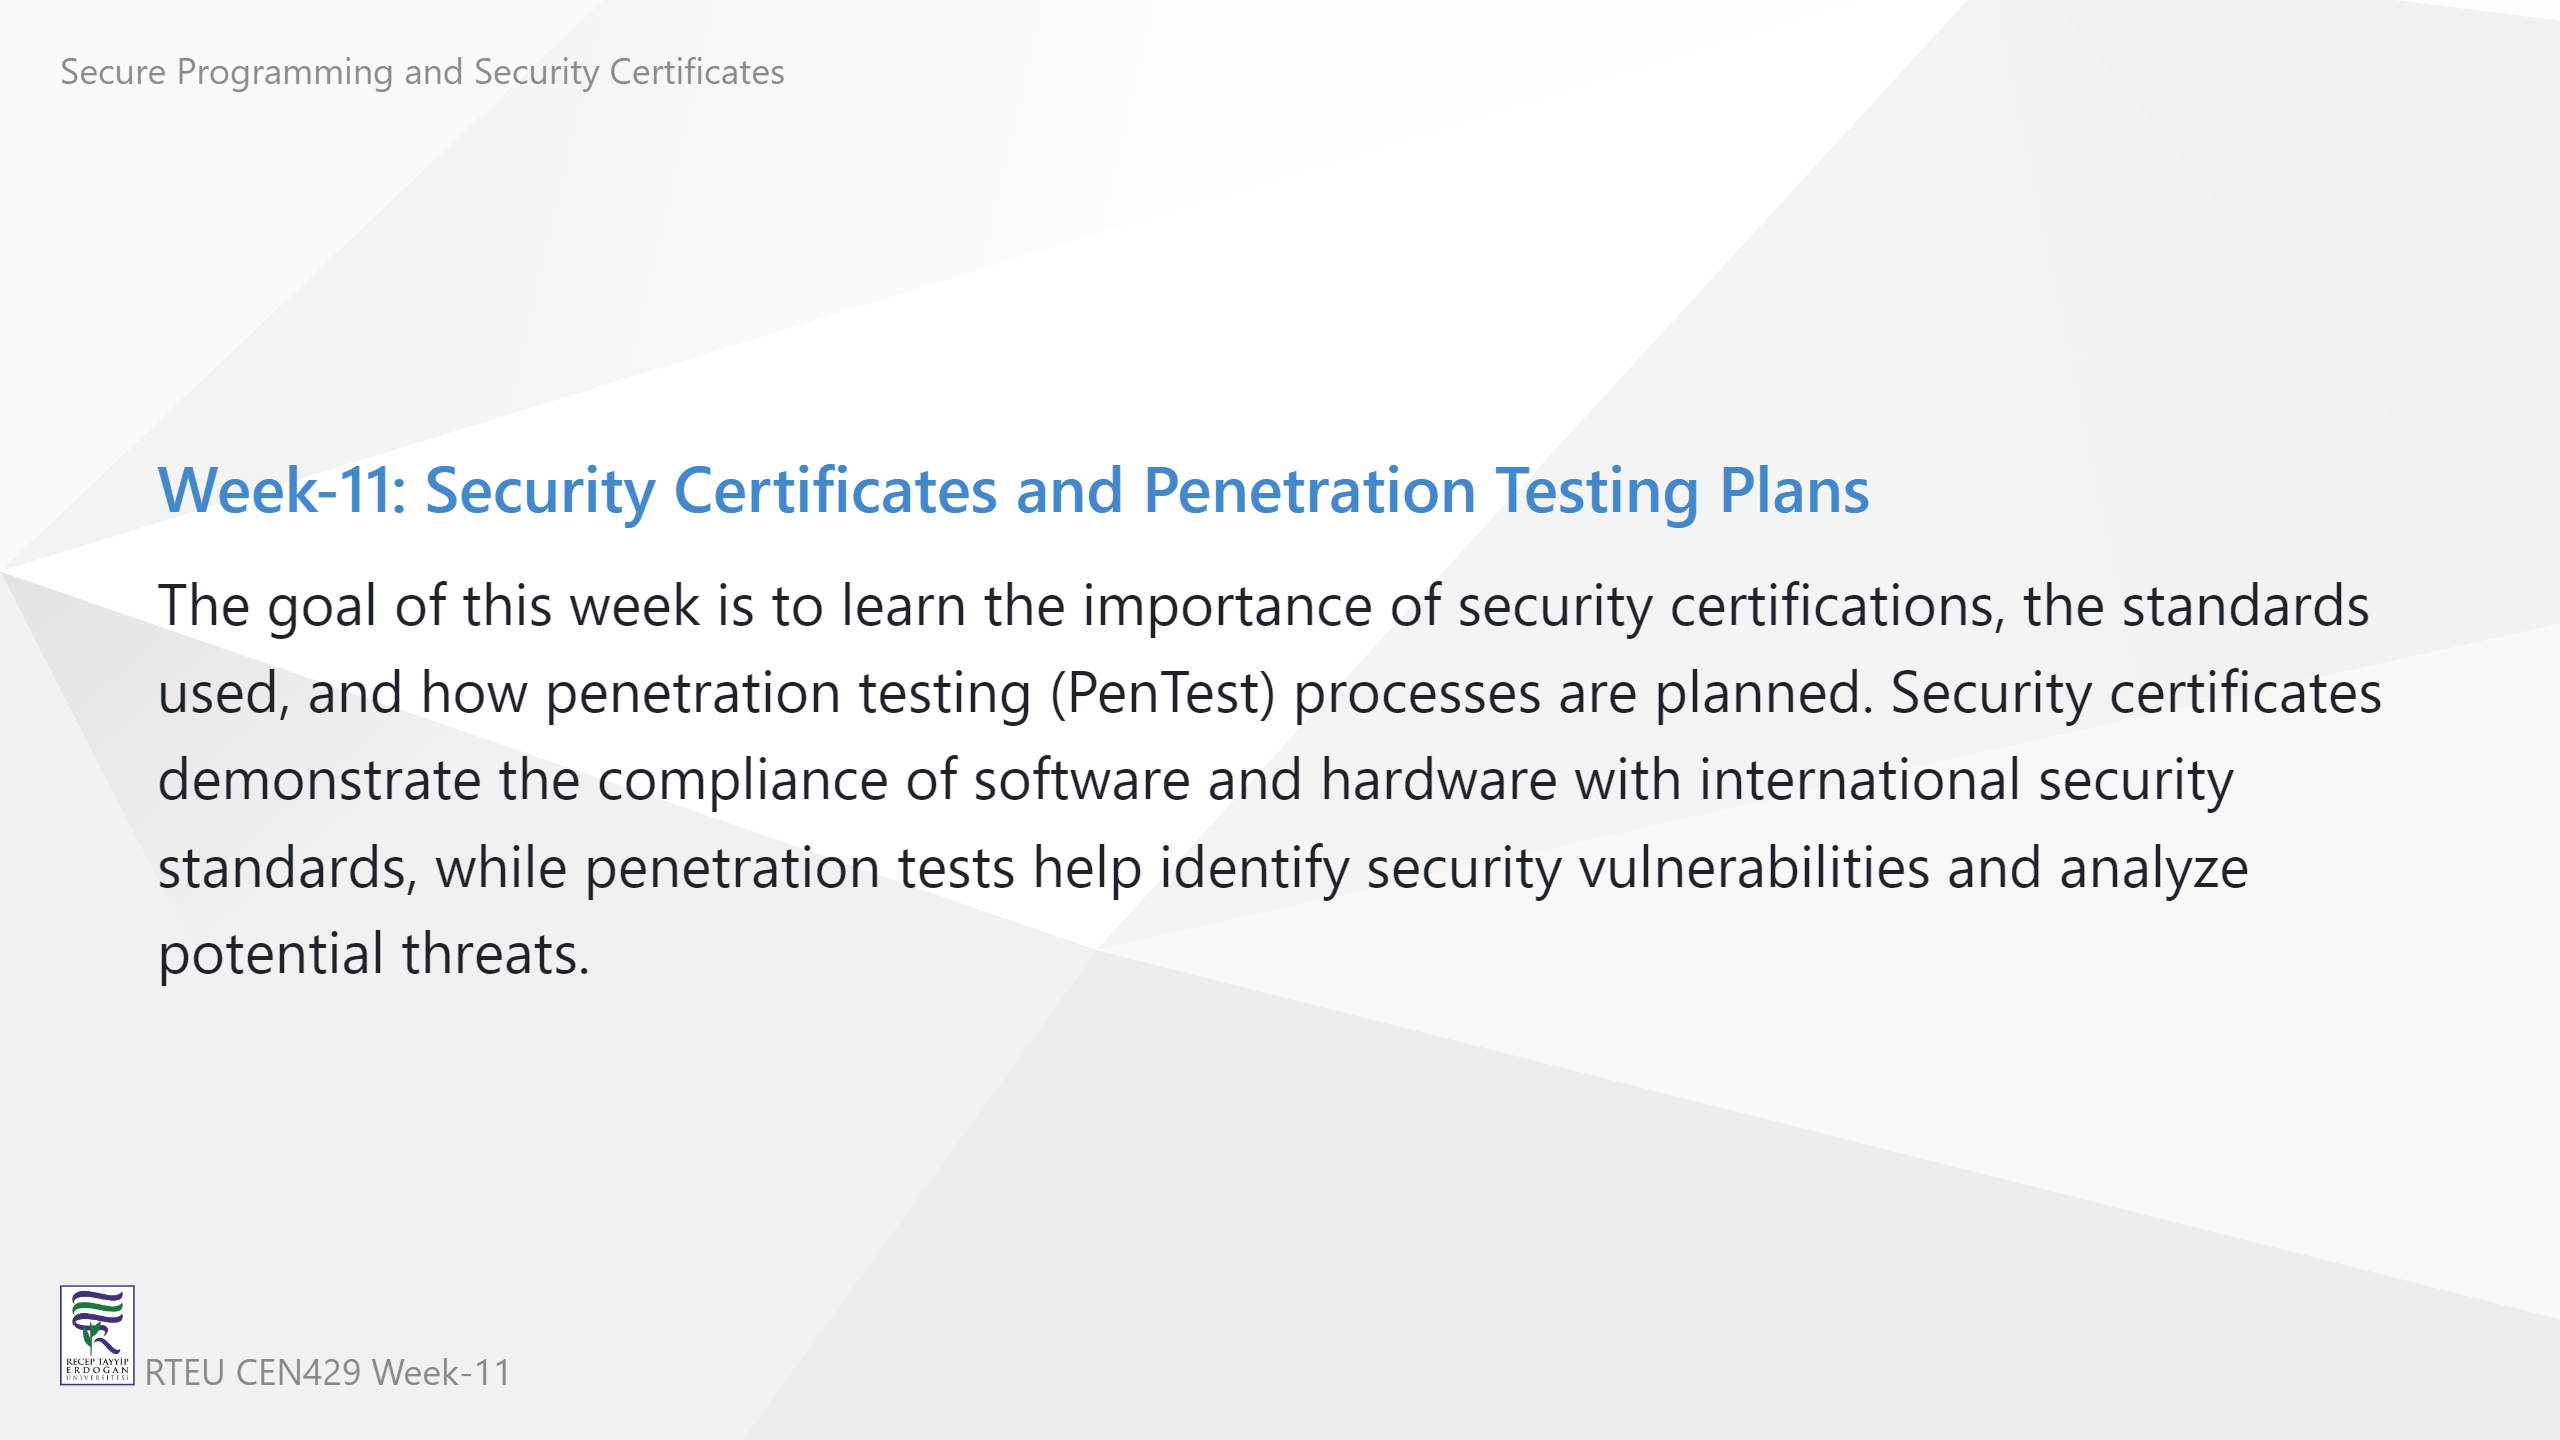 Secure Programming and Security Certificates
Week-11: Security Certificates and Penetration Testing Plans
The goal of this week is to learn the importance of security certifications, the standards
used, and how penetration testing (PenTest) processes are planned. Security certificates
demonstrate the compliance of software and hardware with international security
standards, while penetration tests help identify security vulnerabilities and analyze
potential threats.
RECEP TAYYİP
ERDOĞAN
ÜNİVERSİTESİ
RTEU CEN429 Week-11